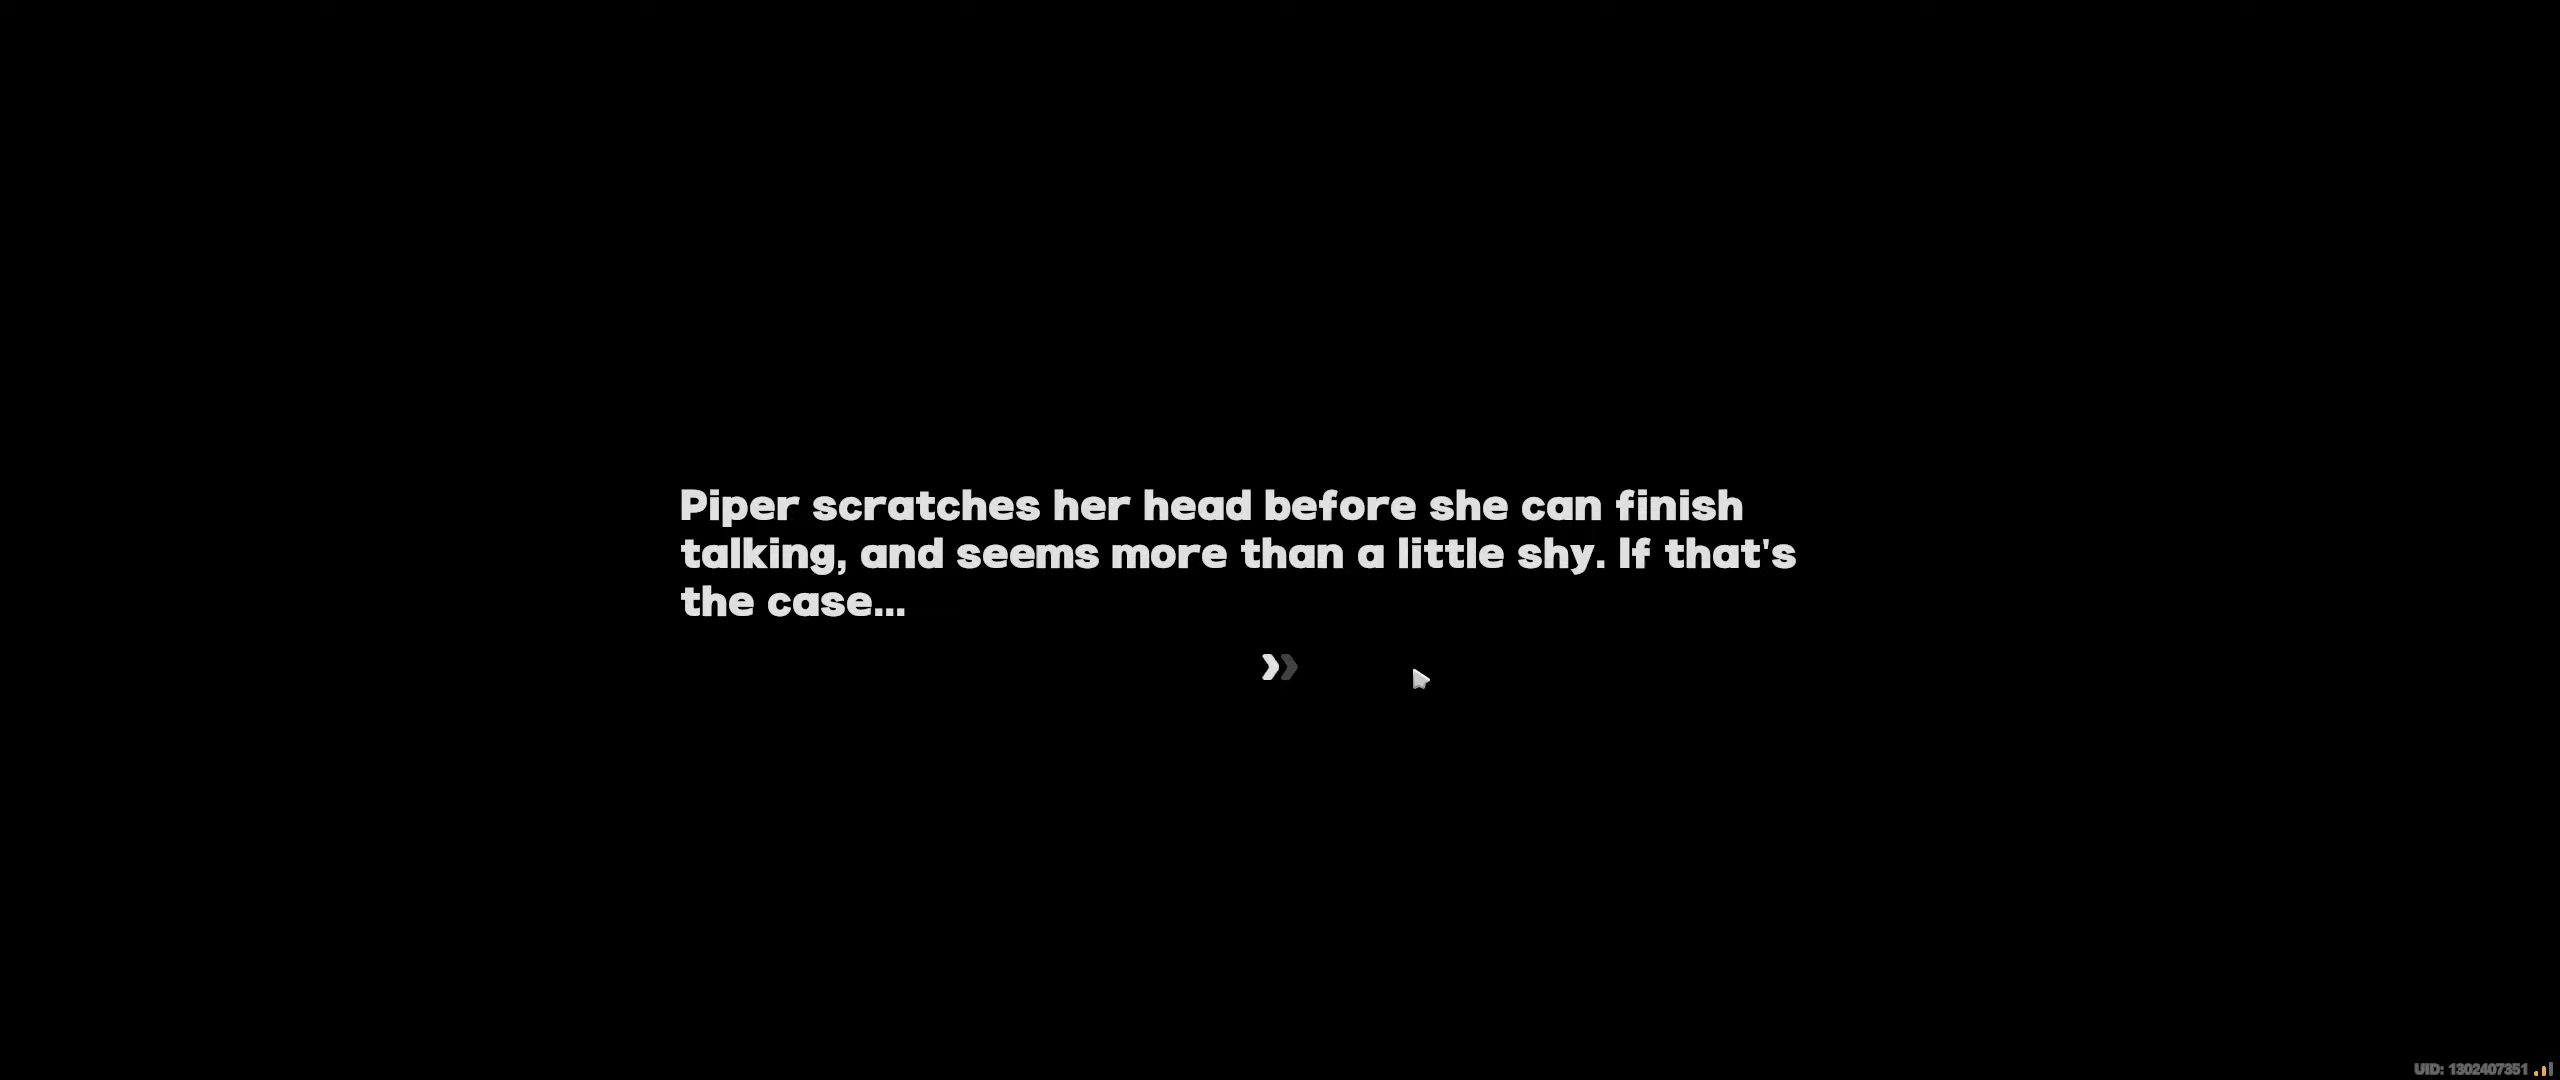 Piper scratches her head before she can finish
talking, and seems more than a little shy. If that's
the case...
UID: 1302407351